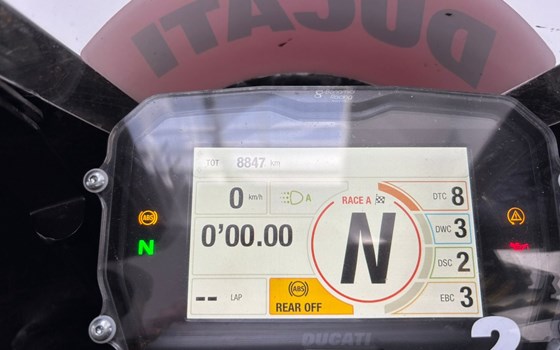 DUCATI
TOT 8847 km
0 km/h
A
RACE A
DTC 8
0'00.00
DWC 3
ABS
N
N
DSC 2
-- LAP
ABS
REAR OFF
EBC 3
DUCATI
2